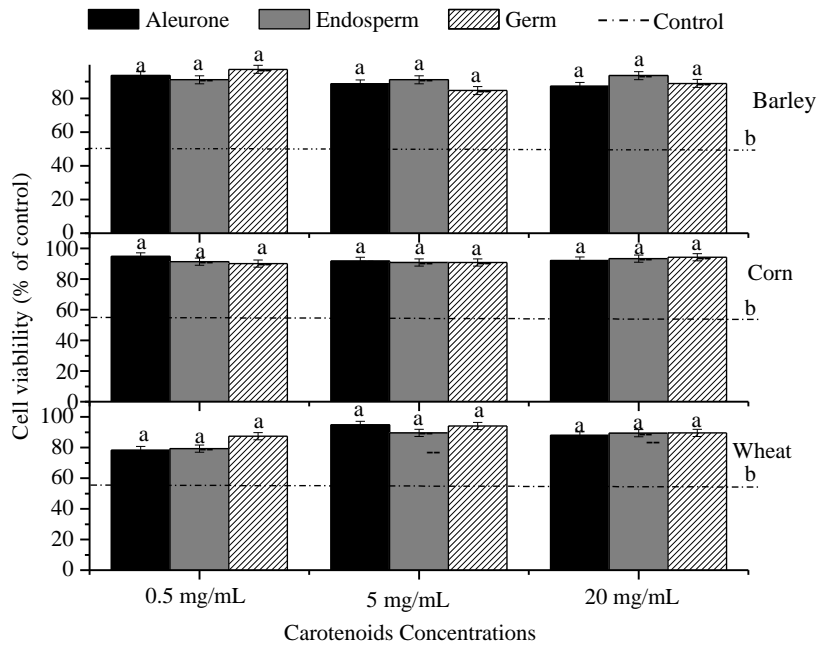 Aleurone Endosperm Germ Control
Cell viablility (% of control)
80
60
40
20
0
a a a a a a a a a
Barley
b
100
80
60
40
20
0
a a a a a a a a a
Corn
b
100
80
60
40
20
0
a a a a a a a a a
Wheat
b
0.5 mg/mL 5 mg/mL 20 mg/mL
Carotenoids Concentrations